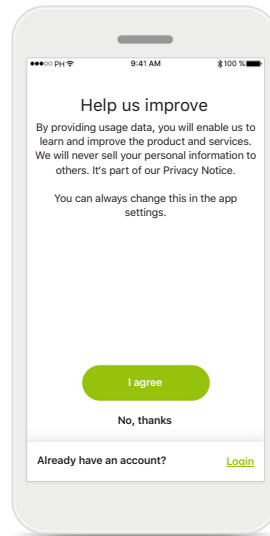 ●●●○○ PH 9:41 AM 100 %
Help us improve
By providing usage data, you will enable us to
learn and improve the product and services.
We will never sell your personal information to
others. It's part of our Privacy Notice.
You can always change this in the app
settings.
I agree
No, thanks
Already have an account? Login